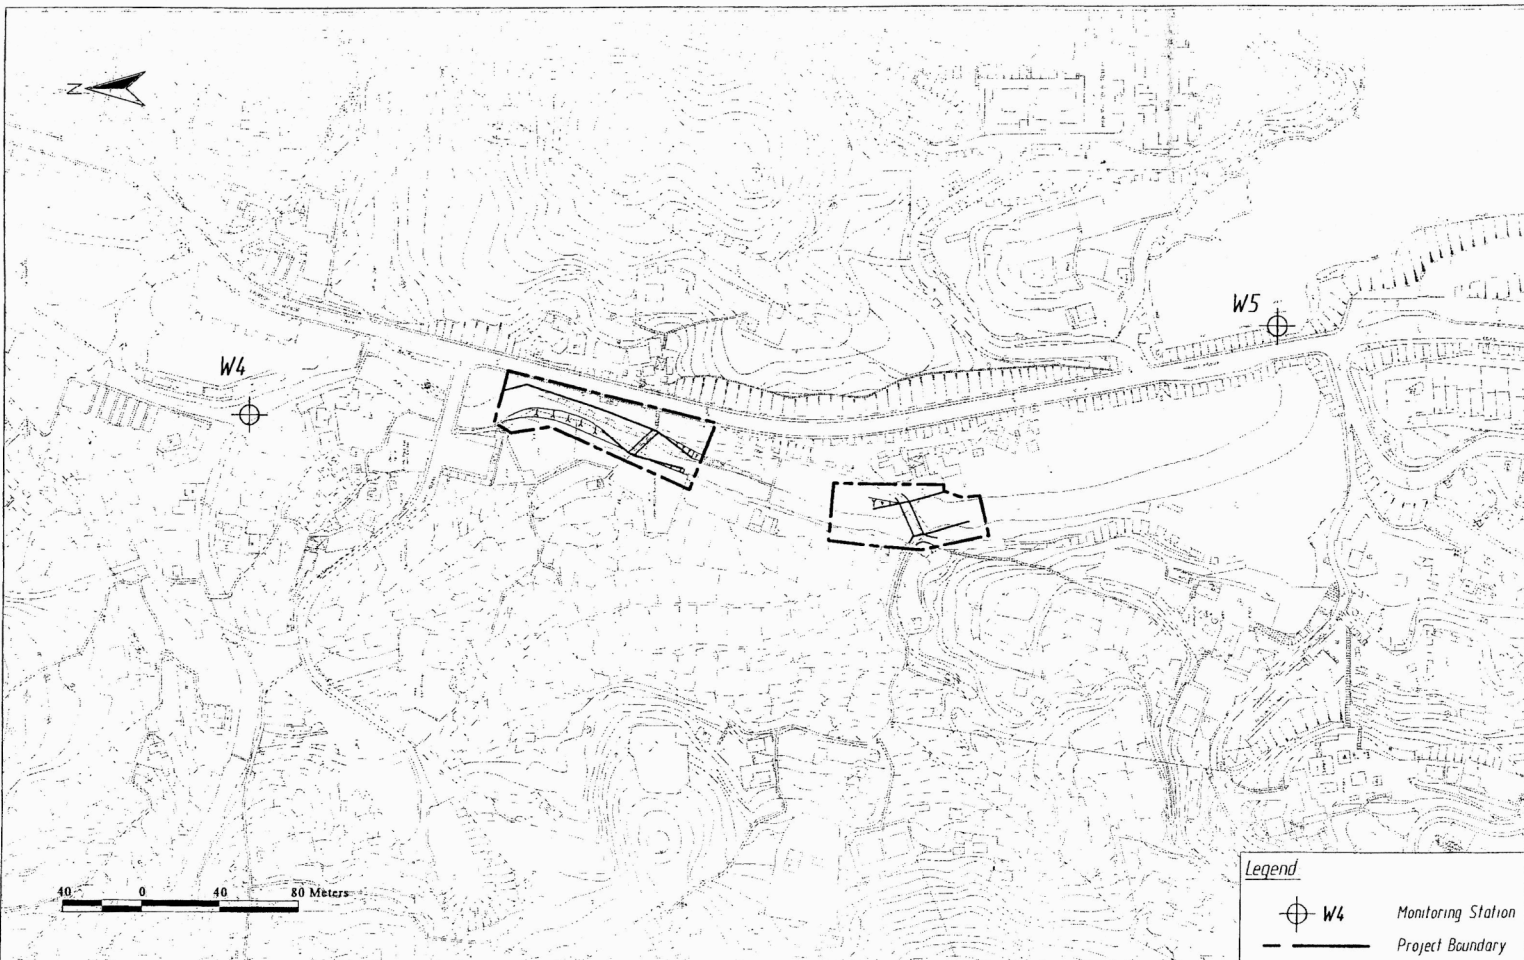 N
W5
W4
40 0 40 80 Meters
Legend
W4 Monitoring Station
Project Boundary